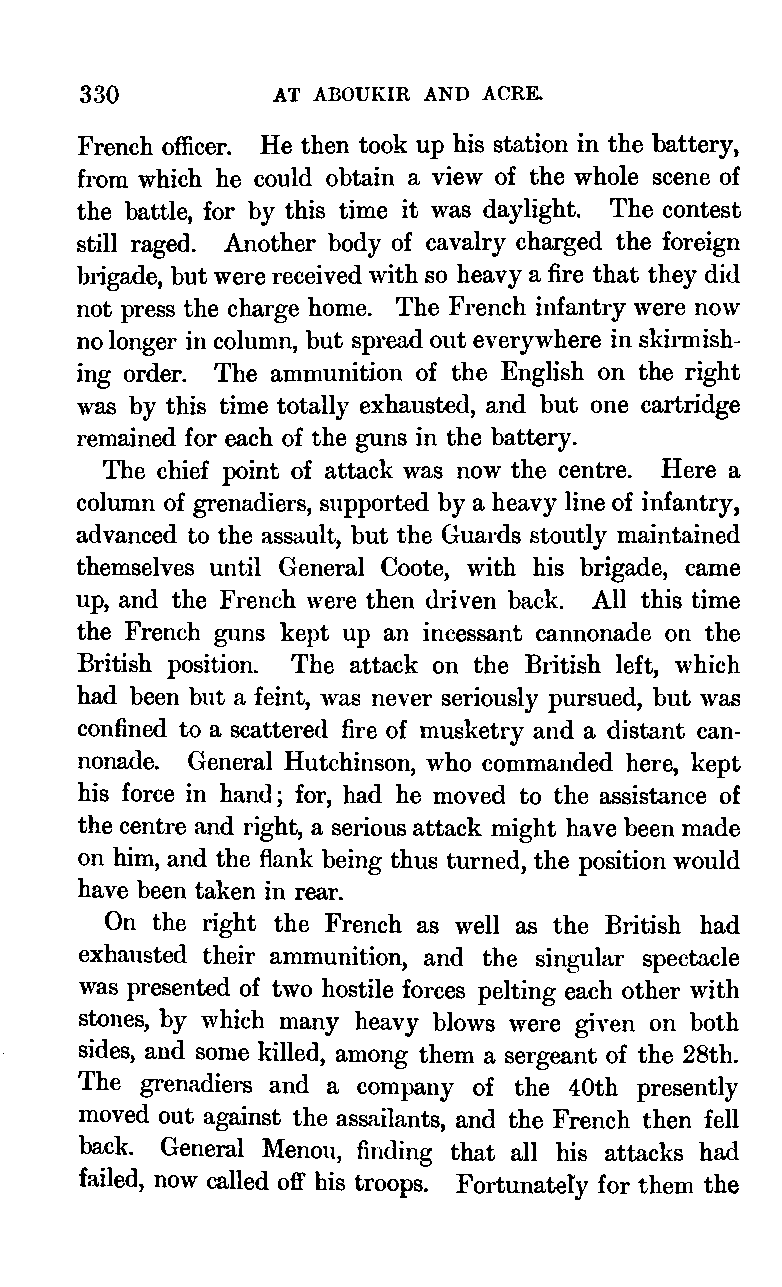 330 AT ABOUKIR AND ACRE.
French officer. He then took up his station in the battery,
from which he could obtain a view of the whole scene of
the battle, for by this time it was daylight. The contest
still raged. Another body of cavalry charged the foreign
brigade, but were received with so heavy a fire that they did
not press the charge home. The French infantry were now
no longer in column, but spread out everywhere in skirmish-
ing order. The ammunition of the English on the right
was by this time totally exhausted, and but one cartridge
remained for each of the guns in the battery.
The chief point of attack was now the centre. Here a
column of grenadiers, supported by a heavy line of infantry,
advanced to the assault, but the Guards stoutly maintained
themselves until General Coote, with his brigade, came
up, and the French were then driven back. All this time
the French guns kept up an incessant cannonade on the
British position. The attack on the British left, which
had been but a feint, was never seriously pursued, but was
confined to a scattered fire of musketry and a distant can-
nonade. General Hutchinson, who commanded here, kept
his force in hand; for, had he moved to the assistance of
the centre and right, a serious attack might have been made
on him, and the flank being thus turned, the position would
have been taken in rear.
On the right the French as well as the British had
exhausted their ammunition, and the singular spectacle
was presented of two hostile forces pelting each other with
stones, by which many heavy blows were given on both
sides, and some killed, among them a sergeant of the 28th.
The grenadiers and a company of the 40th presently
moved out against the assailants, and the French then fell
back. General Menou, finding that all his attacks had
failed, now called off his troops. Fortunately for them the